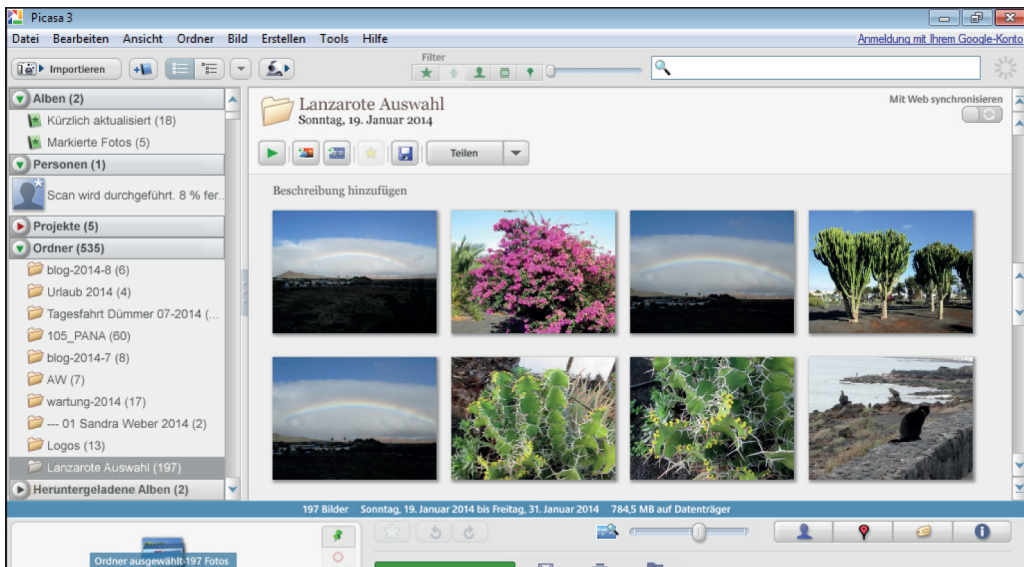 Picasa 3
Datei Bearbeiten Ansicht Ordner Bild Erstellen Tools Hilfe
Anmeldung mit Ihrem Google-Konto
Importieren
Filter
Alben (2)
Kürzlich aktualisiert (18)
Markierte Fotos (5)
Personen (1)
Scan wird durchgeführt. 8 % fer...
Projekte (5)
Ordner (535)
blog-2014-8 (6)
Urlaub 2014 (4)
Tagesfahrt Dümmer 07-2014 (...
105_PANA (60)
blog-2014-7 (8)
AW (7)
wartung-2014 (17)
--- 01 Sandra Weber 2014 (2)
Logos (13)
Lanzarote Auswahl (197)
Heruntergeladene Alben (2)
Lanzarote Auswahl
Sonntag, 19. Januar 2014
Mit Web synchronisieren
Teilen
Beschreibung hinzufügen
197 Bilder Sonntag, 19. Januar 2014 bis Freitag, 31. Januar 2014 784,5 MB auf Datenträger
Ordner ausgewählt-197 Fotos